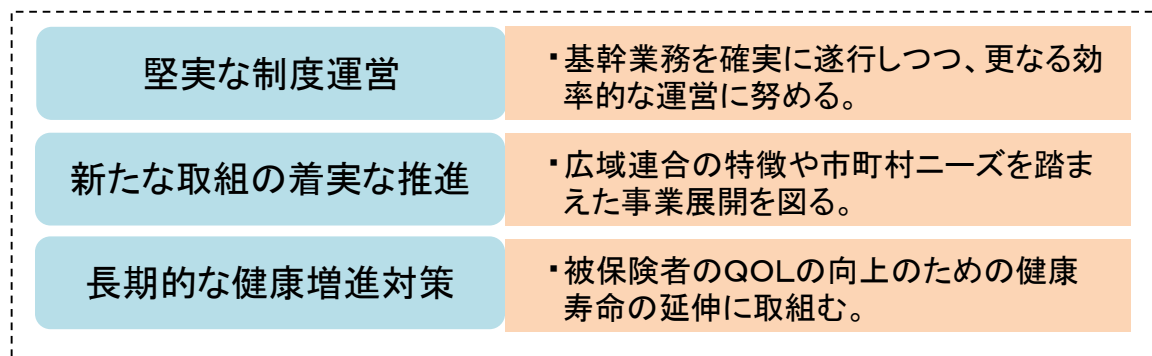 堅実な制度運営
・基幹業務を確実に遂行しつつ、更なる効
率的な運営に努める。
新たな取組の着実な推進
・広域連合の特徴や市町村ニーズを踏ま
えた事業展開を図る。
長期的な健康増進対策
・被保険者のQOLの向上のための健康
寿命の延伸に取組む。